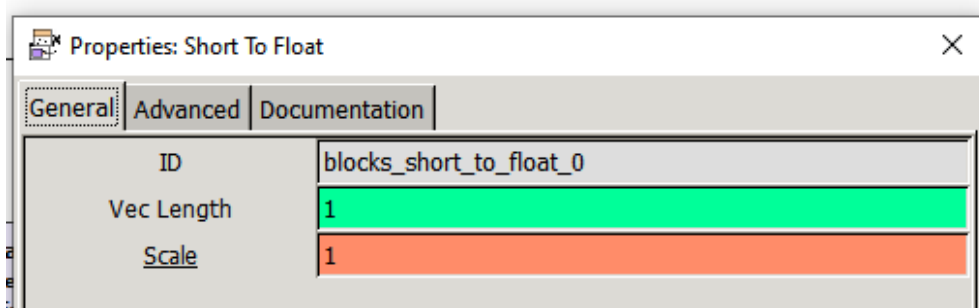 Properties: Short To Float
General Advanced Documentation
ID blocks_short_to_float_0
Vec Length 1
Scale 1